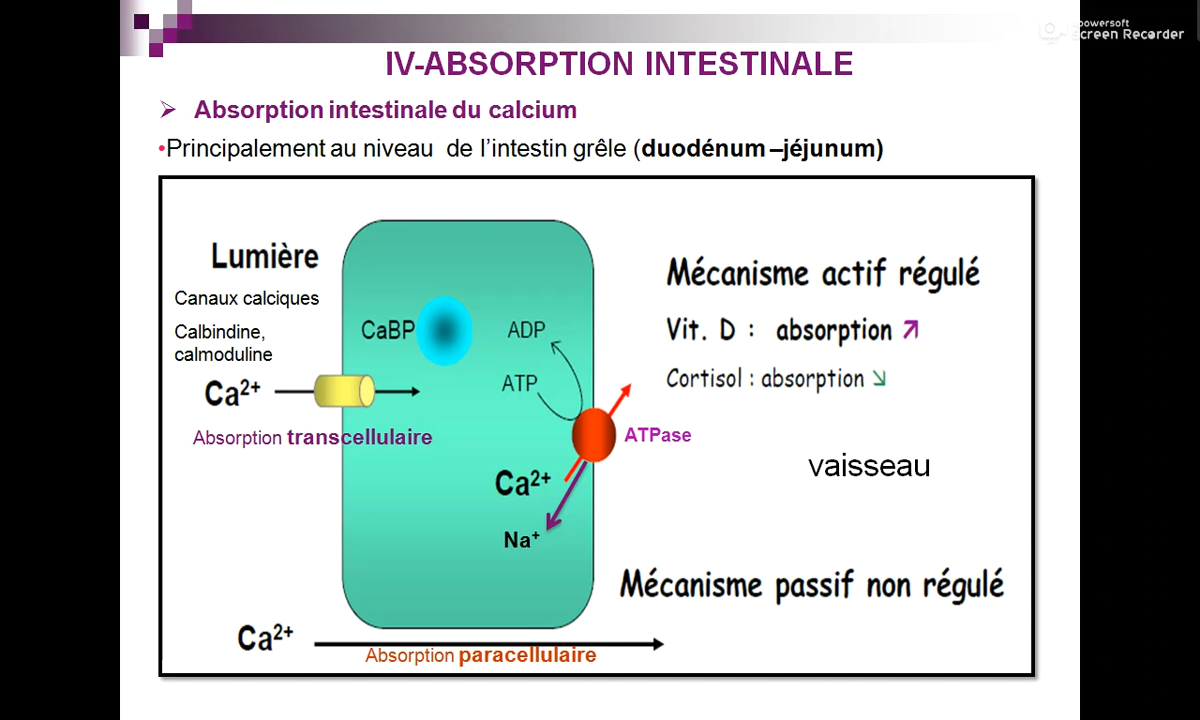 powersoft
Screen Recorder
IV-ABSORPTION INTESTINALE
Absorption intestinale du calcium
•Principalement au niveau de l’intestin grêle (duodénum –jéjunum)
Lumière
Canaux calciques
Calbindine,
calmoduline
Ca²⁺
Absorption transcellulaire
CaBP
ADP
ATP
ATPase
Ca²⁺
Na⁺
Mécanisme actif régulé
Vit. D : absorption ↗
Cortisol : absorption ↘
vaisseau
Mécanisme passif non régulé
Ca²⁺
Absorption paracellulaire